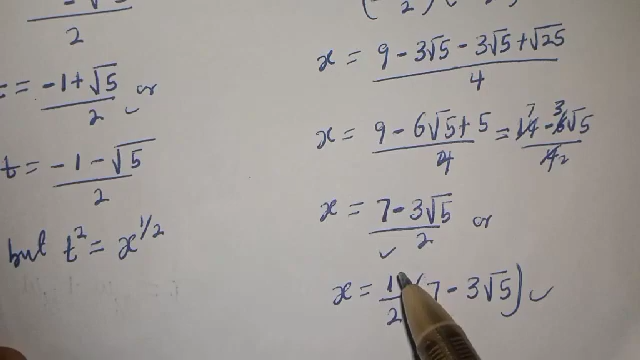 2
= -1+√5 / 2 or
t = -1-√5 / 2
but t² = x^1/2
x = 9 - 3√5 - 3√5 + √25 / 4
x = 9 - 6√5 + 5 / 4 = 14 7 - 6 3√5 / 4 2
x = 7 - 3√5 / 2 or
x = 1/2 (7 - 3√5)